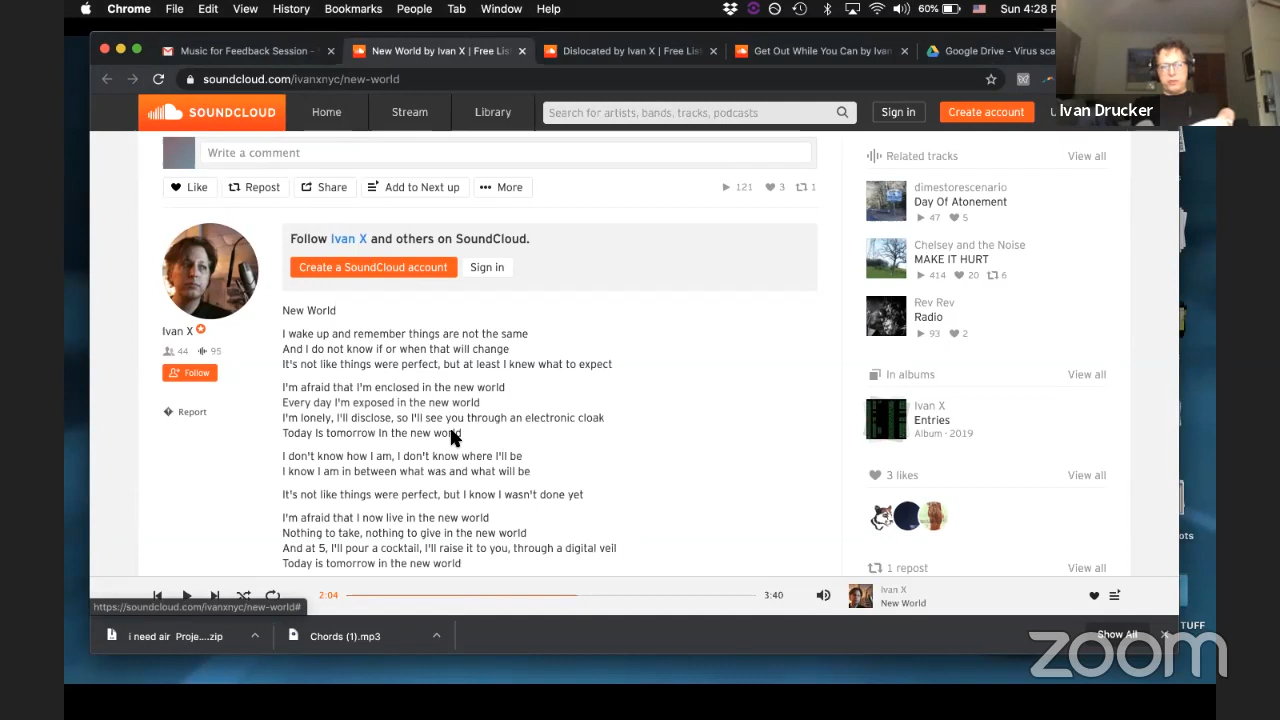 Chrome File Edit View History Bookmarks People Tab Window Help 60% Sun 4:28 P
Music for Feedback Session -
New World by Ivan X | Free Lis
Dislocated by Ivan X | Free List
Get Out While You Can by Ivan
Google Drive - Virus sca
soundcloud.com/ivanxnyc/new-world
Ivan Drucker
SOUNDCLOUD Home Stream Library Search for artists, bands, tracks, podcasts Sign in Create account
Write a comment
Like Repost Share Add to Next up More 121 3 1
Follow Ivan X and others on SoundCloud.
Create a SoundCloud account Sign in
Ivan X
44 95
Follow
Report
New World
I wake up and remember things are not the same
And I do not know if or when that will change
It's not like things were perfect, but at least I knew what to expect
I'm afraid that I'm enclosed in the new world
Every day I'm exposed in the new world
I'm lonely, I'll disclose, so I'll see you through an electronic cloak
Today is tomorrow in the new world
I don't know how I am, I don't know where I'll be
I know I am in between what was and what will be
It's not like things were perfect, but I know I wasn't done yet
I'm afraid that I now live in the new world
Nothing to take, nothing to give in the new world
And at 5, I'll pour a cocktail, I'll raise it to you, through a digital veil
Today is tomorrow in the new world
Related tracks View all
dimestorescenario
Day Of Atonement
47 5
Chelsey and the Noise
MAKE IT HURT
414 20 6
Rev Rev
Radio
93 2
In albums View all
Ivan X
Entries
Album · 2019
3 likes View all
1 repost View all
ots
2:04 3:40
Ivan X
New World
https://soundcloud.com/ivanxnyc/new-world#
i need air Proje....zip
Chords (1).mp3
Show All
TUFF
zoom